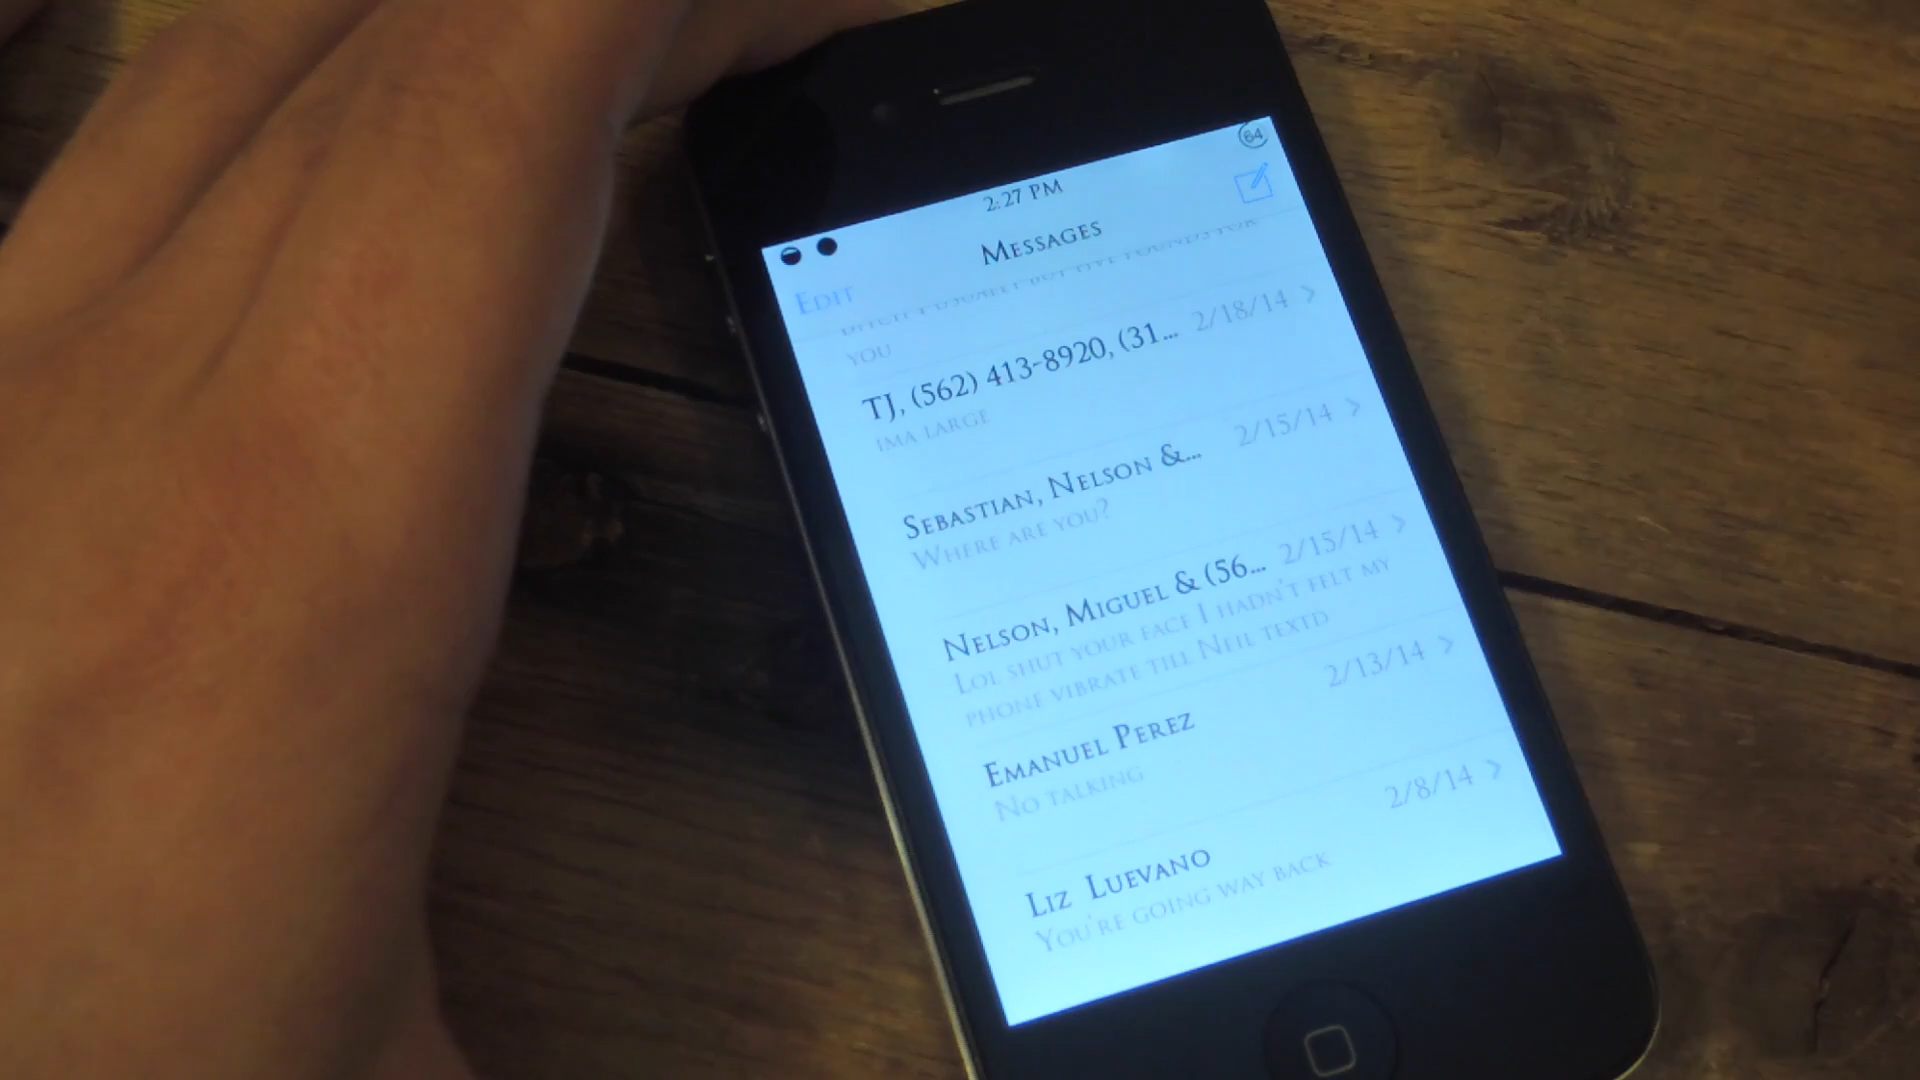 64
2:27 PM
Messages
Edit
you
TJ, (562) 413-8920, (31... 2/18/14
ima large
Sebastian, Nelson &... 2/15/14
Where are you?
Nelson, Miguel & (56... 2/15/14
Lol shut your face I hadn't felt my
phone vibrate till Neil textd
Emanuel Perez 2/13/14
No talking
Liz Luevano 2/8/14
You're going way back